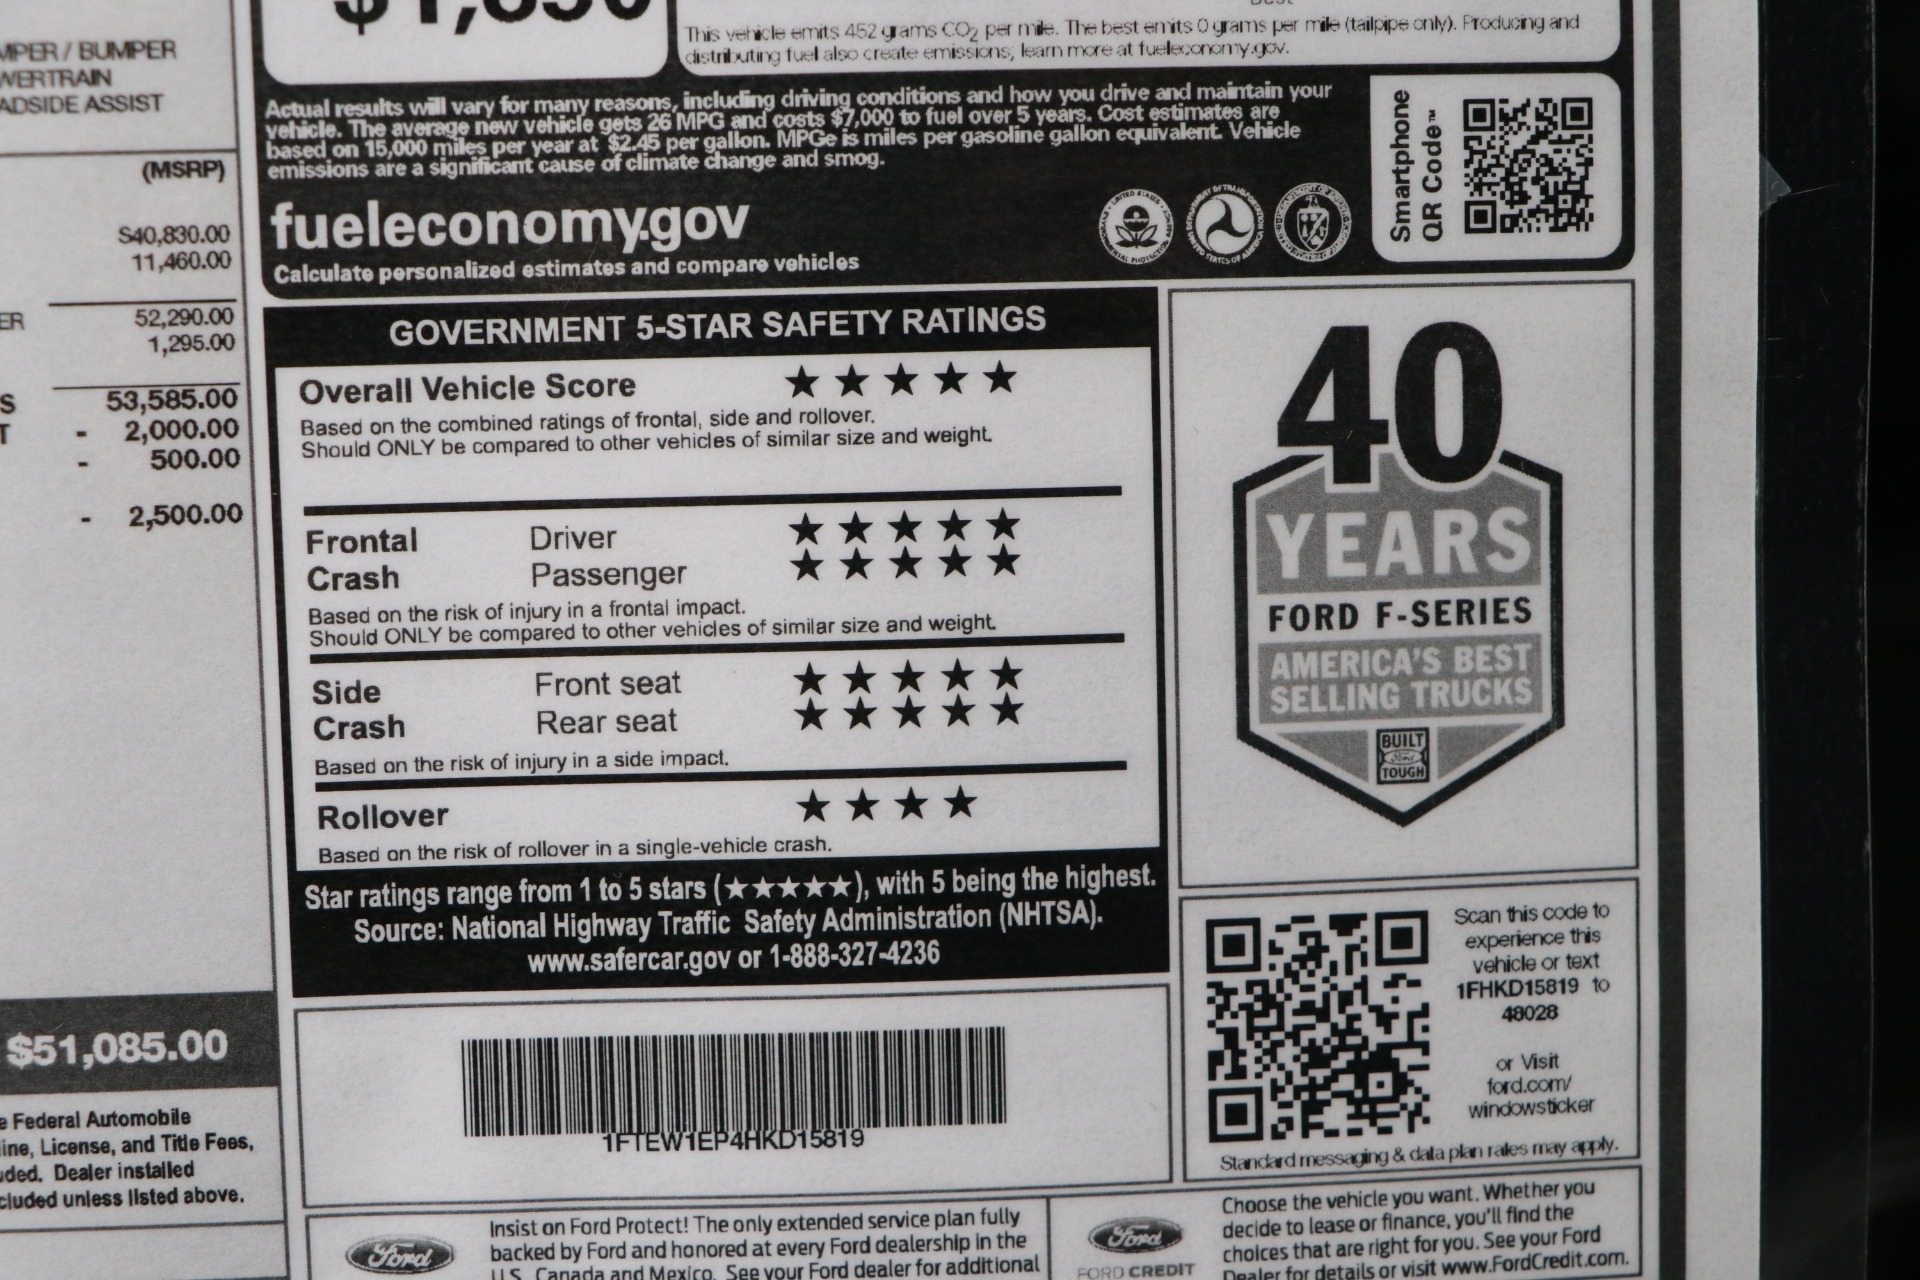 MPER / BUMPER
WERTRAIN
ADSIDE ASSIST
(MSRP)
$40,830.00
11,460.00
ER 52,290.00
1,295.00
S 53,585.00
T - 2,000.00
- 500.00
- 2,500.00
$51,085.00
e Federal Automobile
line, License, and Title Fees,
uded. Dealer installed
cluded unless listed above.
This vehicle emits 452 grams CO2 per mile. The best emits 0 grams per mile (tailpipe only). Producing and
distributing fuel also create emissions; learn more at fueleconomy.gov.
Actual results will vary for many reasons, including driving conditions and how you drive and maintain your
vehicle. The average new vehicle gets 26 MPG and costs $7,000 to fuel over 5 years. Cost estimates are
based on 15,000 miles per year at $2.45 per gallon. MPGe is miles per gasoline gallon equivalent. Vehicle
emissions are a significant cause of climate change and smog.
fueleconomy.gov
Calculate personalized estimates and compare vehicles
Smartphone
QR Code™
GOVERNMENT 5-STAR SAFETY RATINGS
Overall Vehicle Score ★ ★ ★ ★ ★
Based on the combined ratings of frontal, side and rollover.
Should ONLY be compared to other vehicles of similar size and weight.
Frontal Driver ★ ★ ★ ★ ★
Crash Passenger ★ ★ ★ ★ ★
Based on the risk of injury in a frontal impact.
Should ONLY be compared to other vehicles of similar size and weight.
Side Front seat ★ ★ ★ ★ ★
Crash Rear seat ★ ★ ★ ★ ★
Based on the risk of injury in a side impact.
Rollover ★ ★ ★ ★
Based on the risk of rollover in a single-vehicle crash.
Star ratings range from 1 to 5 stars (★★★★★), with 5 being the highest.
Source: National Highway Traffic Safety Administration (NHTSA).
www.safercar.gov or 1-888-327-4236
40
YEARS
FORD F-SERIES
AMERICA'S BEST
SELLING TRUCKS
BUILT
Ford
TOUGH
Scan this code to
experience this
vehicle or text
1FHKD15819 to
48028
or Visit
ford.com/
windowsticker
Standard messaging & data plan rates may apply.
1FTEW1EP4HKD15819
Ford
Insist on Ford Protect! The only extended service plan fully
backed by Ford and honored at every Ford dealership in the
U.S., Canada and Mexico. See your Ford dealer for additional
Ford
FORD CREDIT
Choose the vehicle you want. Whether you
decide to lease or finance, you'll find the
choices that are right for you. See your Ford
Dealer for details or visit www.FordCredit.com.